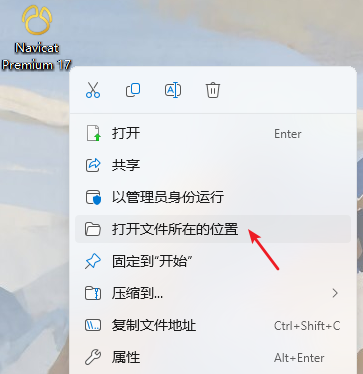 Navicat
Premium 17
打开 Enter
共享
以管理员身份运行
打开文件所在的位置
固定到“开始”
压缩到...
复制文件地址 Ctrl+Shift+C
属性 Alt+Enter